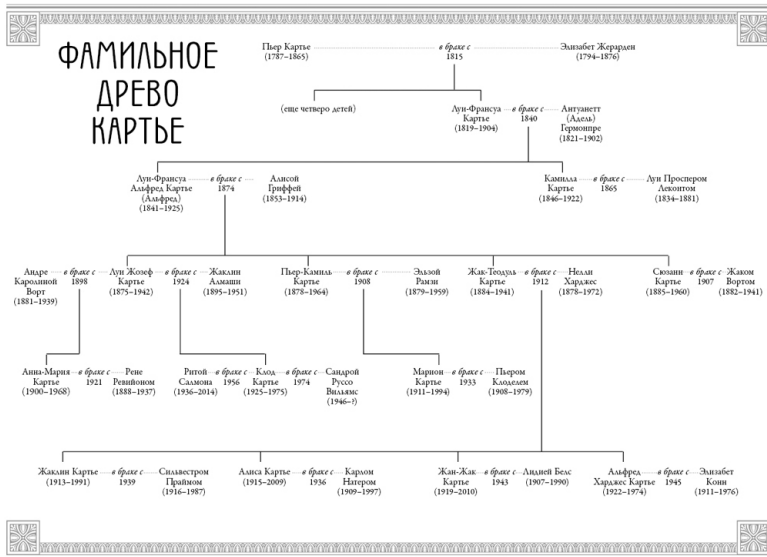 ФАМИЛЬНОЕ
ДРЕВО
КАРТЬЕ
Пьер Картье
(1787–1865)
в браке с
1815
Элизабет Жерарден
(1794–1876)
(еще четверо детей)
Луи-Франсуа
Картье
(1819–1904)
в браке с
1840
Антуанетт
(Адель)
Гермонпре
(1821–1902)
Луи-Франсуа
Альфред Картье
(Альфред)
(1841–1925)
в браке с
1874
Алисой
Гриффей
(1853–1914)
Камилла
Картье
(1846–1922)
в браке с
1865
Луи Проспером
Леконтом
(1834–1881)
Андре
Каролиной
Ворт
(1881–1939)
в браке с
1898
Луи Жозеф
Картье
(1875–1942)
в браке с
1924
Жаклин
Алмаши
(1895–1951)
Пьер-Камиль
Картье
(1878–1964)
в браке с
1908
Эльзой
Рамзи
(1879–1959)
Жак-Теодуль
Картье
(1884–1941)
в браке с
1912
Нелли
Харджес
(1878–1972)
Сюзанн
Картье
(1885–1960)
в браке с
1907
Жаком
Вортом
(1882–1941)
Анна-Мария
Картье
(1900–1968)
в браке с
1921
Рене
Ревийоном
(1888–1937)
Ритой
Салмона
(1936–2014)
в браке с
1956
Клод
Картье
(1925–1975)
в браке с
1974
Сандрой
Руссо
Вильямс
(1946–?)
Марион
Картье
(1911–1994)
в браке с
1933
Пьером
Клоделем
(1908–1979)
Жаклин Картье
(1913–1991)
в браке с
1939
Сильвестром
Праймом
(1916–1987)
Алиса Картье
(1915–2009)
в браке с
1936
Карлом
Натером
(1909–1997)
Жан-Жак
Картье
(1919–2010)
в браке с
1943
Лидией Белс
(1907–1990)
Альфред
Харджес Картье
(1922–1974)
в браке с
1945
Элизабет
Конн
(1911–1976)